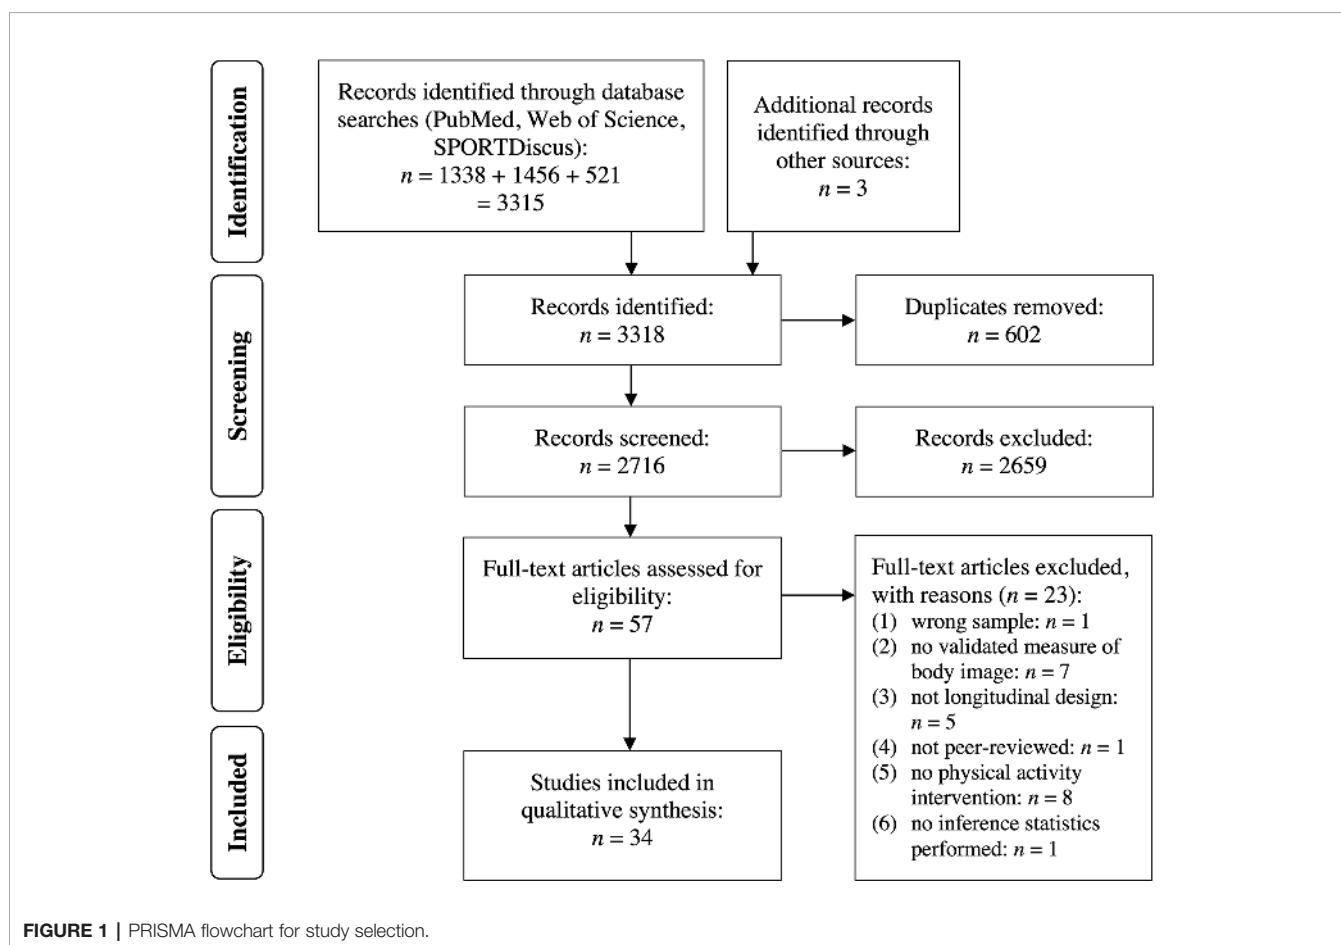 Identification
Records identified through database
searches (PubMed, Web of Science,
SPORTDiscus):
n = 1338 + 1456 + 521
= 3315
Additional records
identified through
other sources:
n = 3
Screening
Records identified:
n = 3318
Duplicates removed:
n = 602
Records screened:
n = 2716
Records excluded:
n = 2659
Eligibility
Full-text articles assessed for
eligibility:
n = 57
Full-text articles excluded,
with reasons (n = 23):
(1) wrong sample: n = 1
(2) no validated measure of
body image: n = 7
(3) not longitudinal design:
n = 5
(4) not peer-reviewed: n = 1
(5) no physical activity
intervention: n = 8
(6) no inference statistics
performed: n = 1
Included
Studies included in
qualitative synthesis:
n = 34
FIGURE 1 | PRISMA flowchart for study selection.